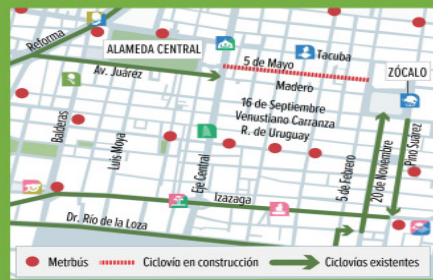 Reforma
ALAMEDA CENTRAL
5 de Mayo
Tacuba
ZÓCALO
Av. Juárez
Madero
16 de Septiembre
Venustiano Carranza
R. de Uruguay
Balderas
Luis Moya
Eje Central
5 de Febrero
20 de Noviembre
Pino Suárez
Izazaga
Dr. Río de la Loza
Metrbús
Ciclovía en construcción
Ciclovías existentes